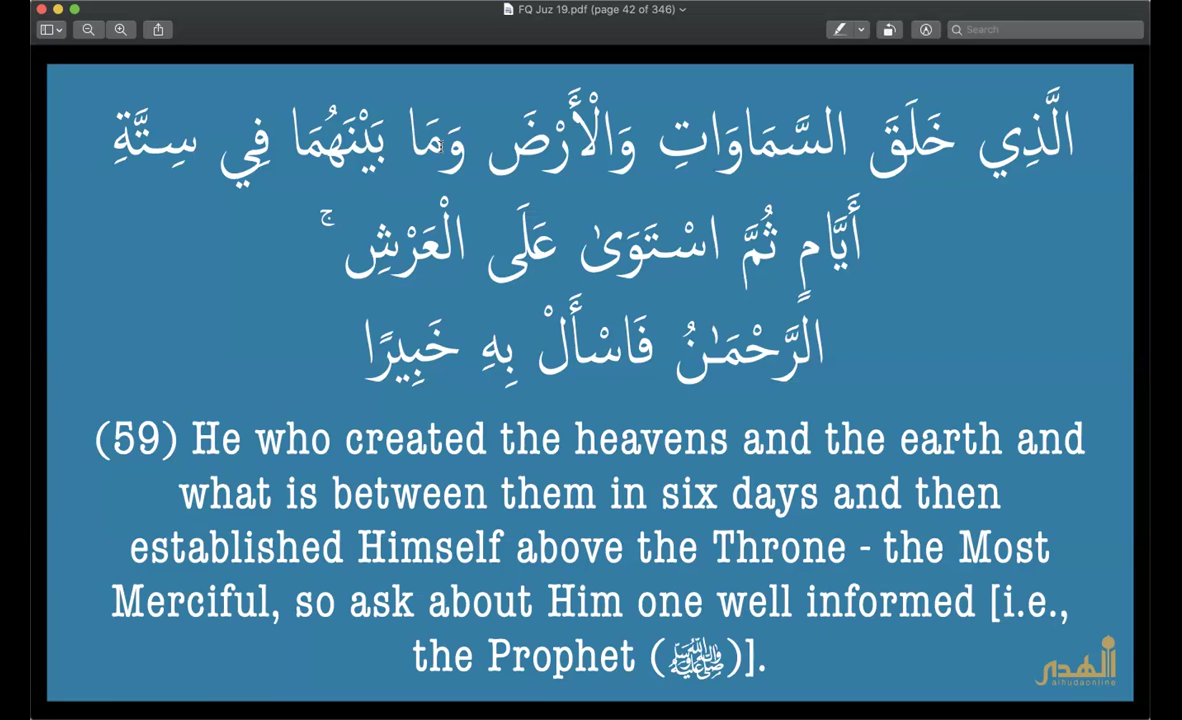 FQ Juz 19.pdf (page 42 of 346)
Search
الَّذِي خَلَقَ السَّمَاوَاتِ وَالْأَرْضَ وَمَا بَيْنَهُمَا فِي سِتَّةِ
أَيَّامٍ ثُمَّ اسْتَوَىٰ عَلَى الْعَرْشِ ۚ
الرَّحْمَٰنُ فَاسْأَلْ بِهِ خَبِيرًا
(59) He who created the heavens and the earth and
what is between them in six days and then
established Himself above the Throne - the Most
Merciful, so ask about Him one well informed [i.e.,
the Prophet (ﷺ)].
الهدى
alhudaonline